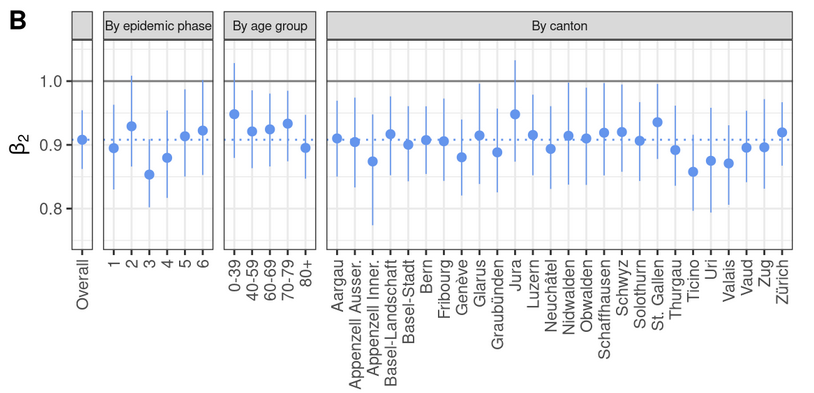 B
By epidemic phase
By age group
By canton
β2
1.0
0.9
0.8
Overall
1
2
3
4
5
6
0-39
40-59
60-69
70-79
80+
Aargau
Appenzell Ausser.
Appenzell Inner.
Basel-Landschaft
Basel-Stadt
Bern
Fribourg
Genève
Glarus
Graubünden
Jura
Luzern
Neuchâtel
Nidwalden
Obwalden
Schaffhausen
Schwyz
Solothurn
St. Gallen
Thurgau
Ticino
Uri
Valais
Vaud
Zug
Zürich